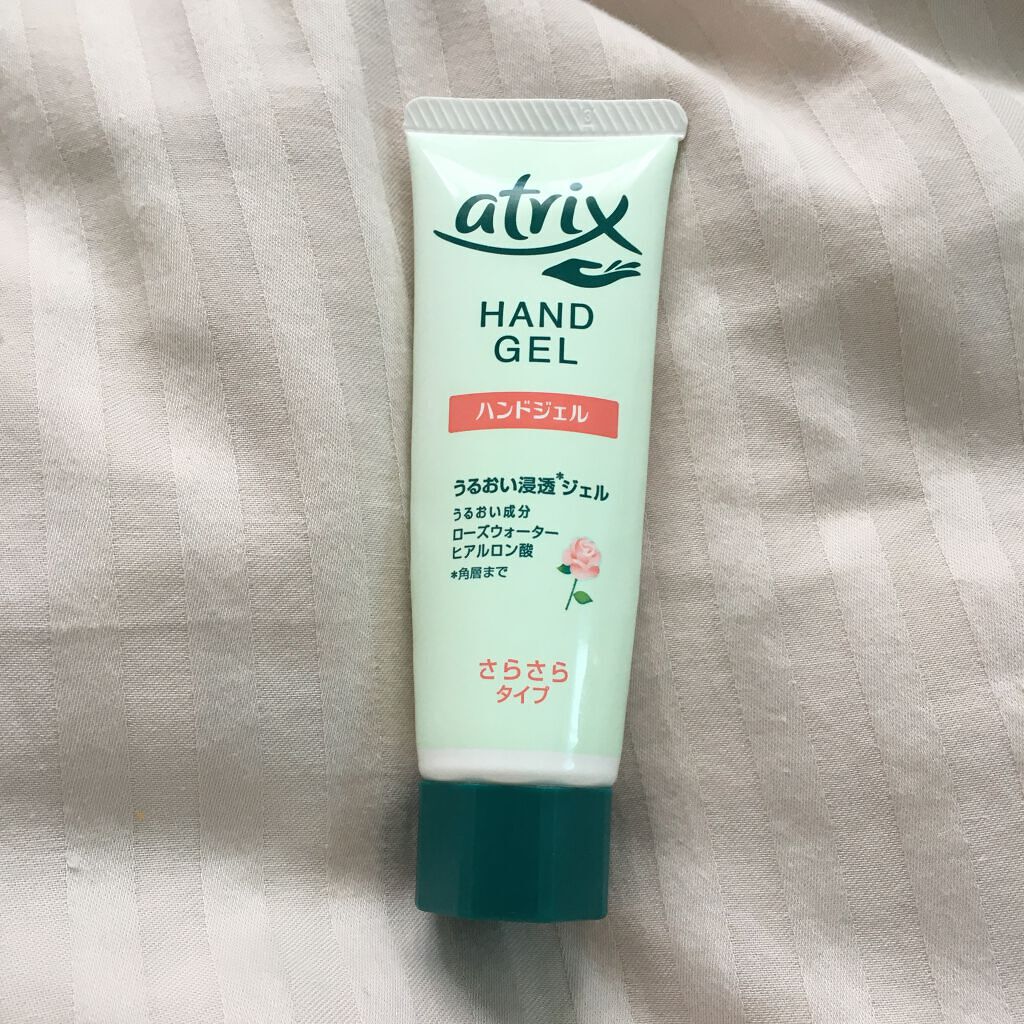 atrix
HAND
GEL
ハンドジェル
うるおい浸透*ジェル
うるおい成分
ローズウォーター
ヒアルロン酸
*角層まで
さらさら
タイプ